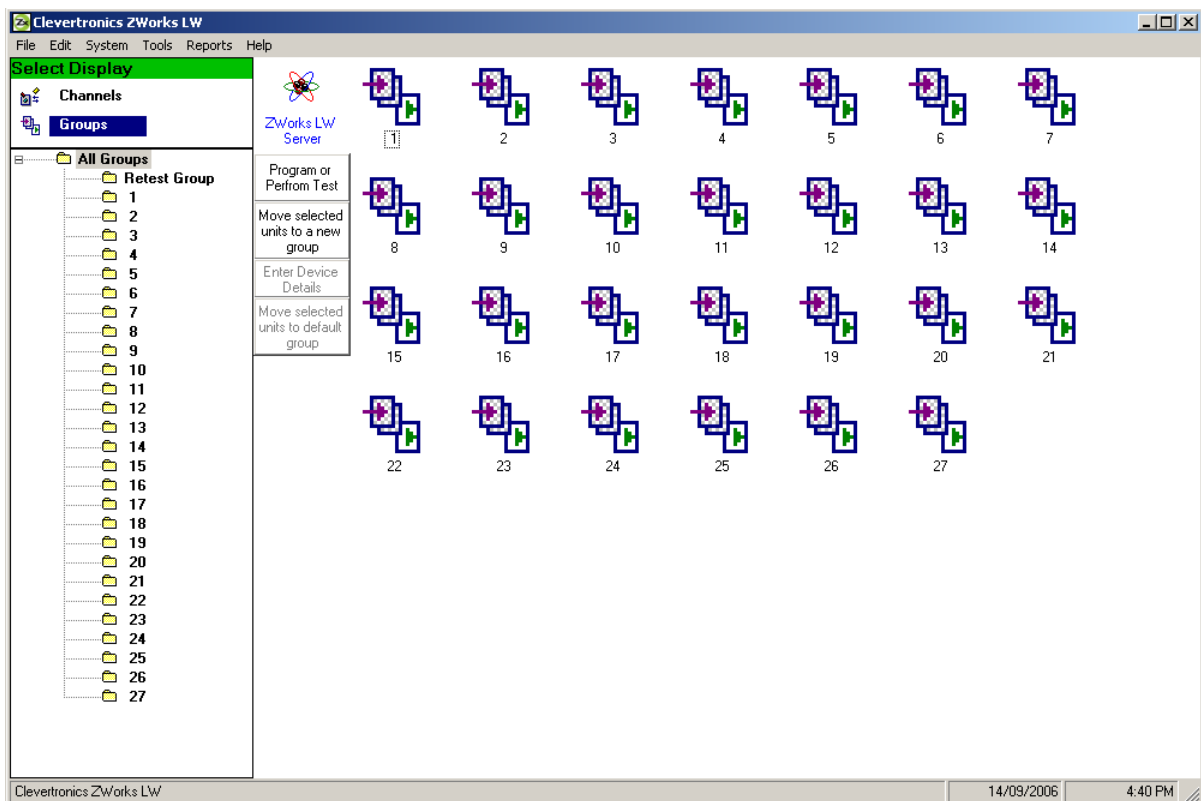 Clevertronics ZWorks LW
File Edit System Tools Reports Help
Select Display
Channels
Groups
All Groups
Retest Group
1
2
3
4
5
6
7
8
9
10
11
12
13
14
15
16
17
18
19
20
21
22
23
24
25
26
27
ZWorks LW
Server
Program or
Perfrom Test
Move selected
units to a new
group
Enter Device
Details
Move selected
units to default
group
1 2 3 4 5 6 7
8 9 10 11 12 13 14
15 16 17 18 19 20 21
22 23 24 25 26 27
Clevertronics ZWorks LW 14/09/2006 4:40 PM